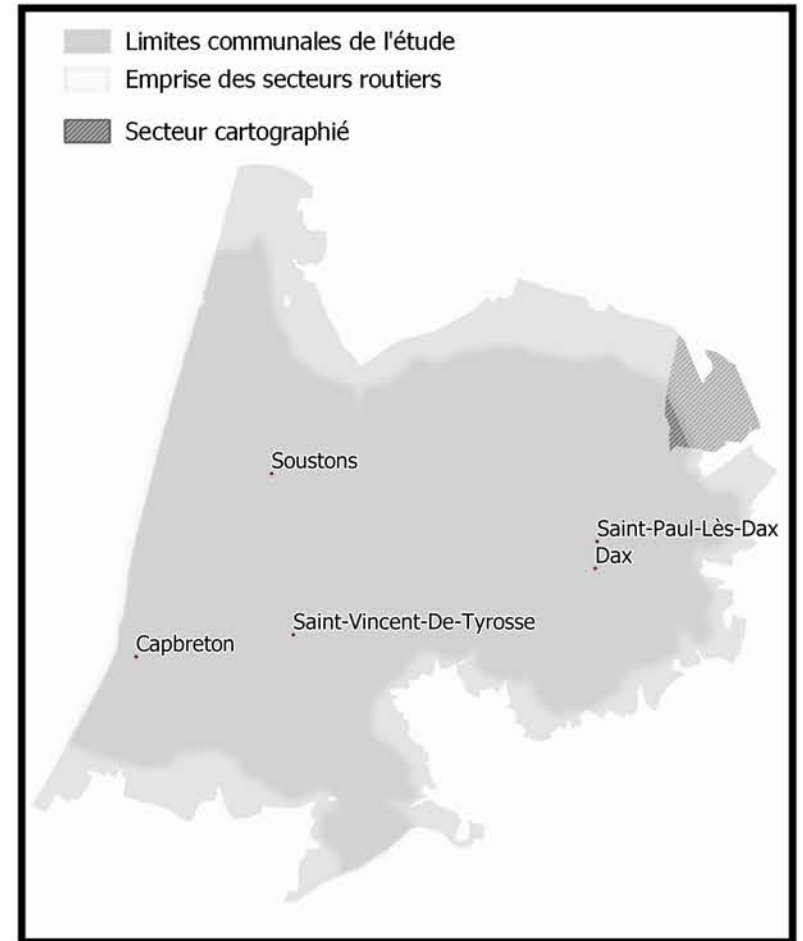 Limites communales de l'étude
Emprise des secteurs routiers
Secteur cartographié
Soustons
Saint-Paul-Lès-Dax
Dax
Saint-Vincent-De-Tyrosse
Capbreton